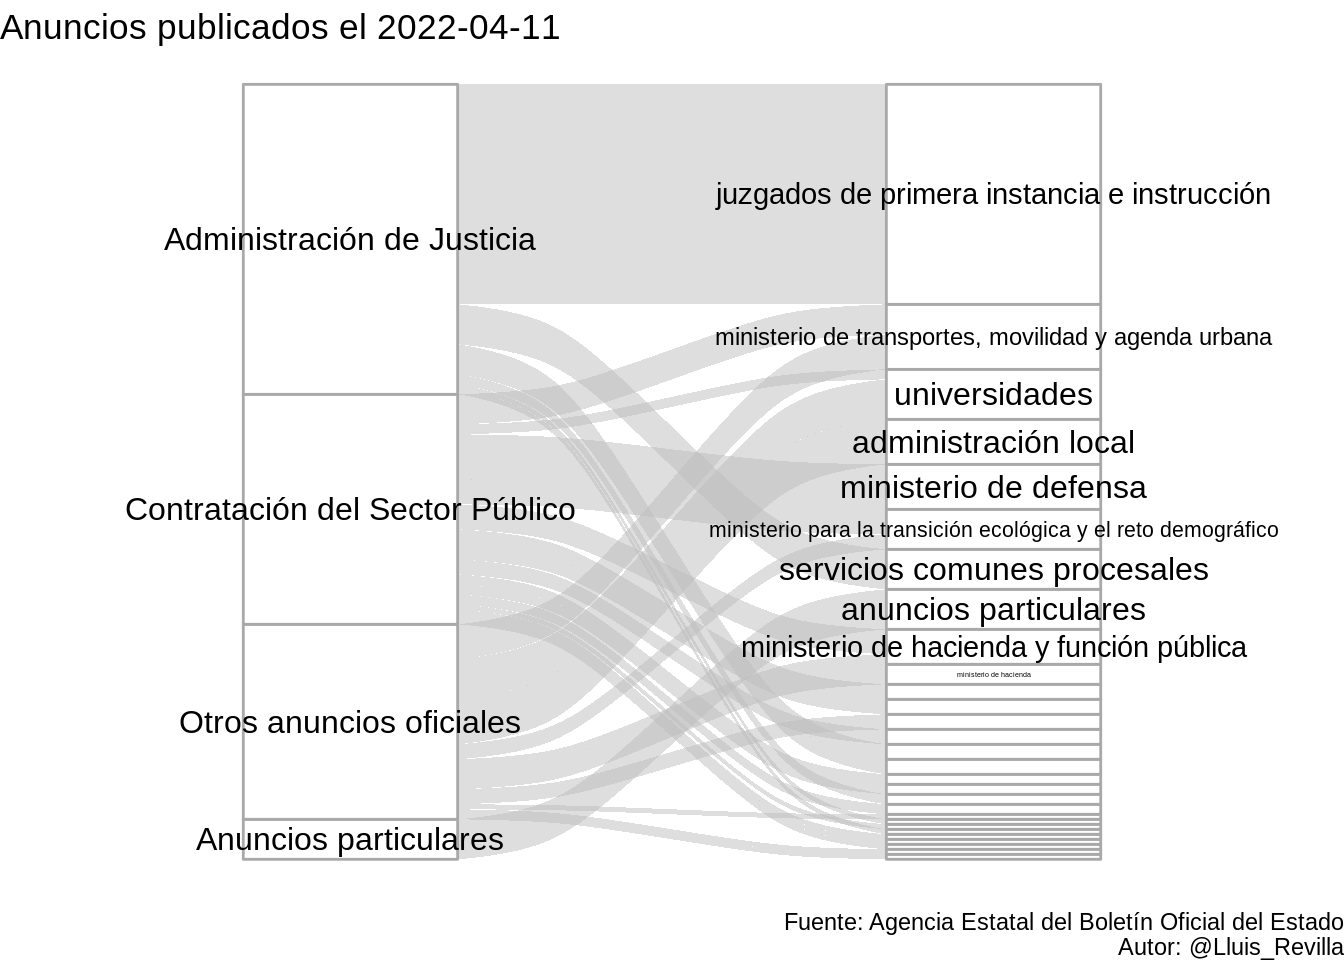 Anuncios publicados el 2022-04-11
Administración de Justicia
Contratación del Sector Público
Otros anuncios oficiales
Anuncios particulares
juzgados de primera instancia e instrucción
ministerio de transportes, movilidad y agenda urbana
universidades
administración local
ministerio de defensa
ministerio para la transición ecológica y el reto demográfico
servicios comunes procesales
anuncios particulares
ministerio de hacienda y función pública
ministerio de hacienda
Fuente: Agencia Estatal del Boletín Oficial del Estado
Autor: @Lluis_Revilla